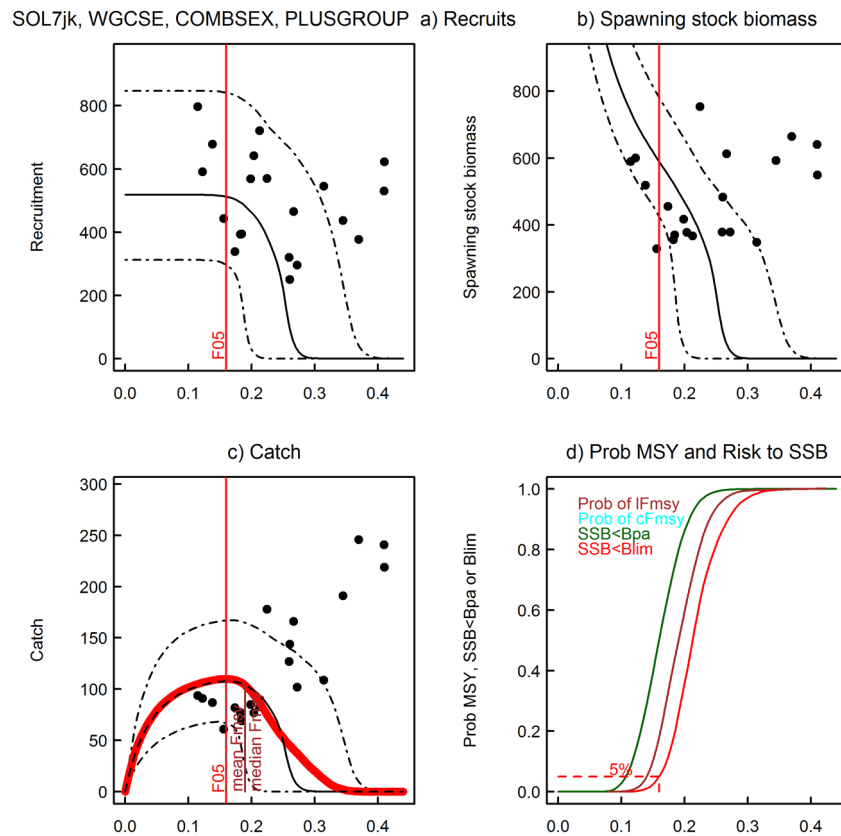 SOL7jk, WGCSE, COMBSEX, PLUSGROUP a) Recruits
b) Spawning stock biomass
Recruitment
800
600
400
200
0
F05
0.0 0.1 0.2 0.3 0.4
Spawning stock biomass
800
600
400
200
0
F05
0.0 0.1 0.2 0.3 0.4
c) Catch
Catch
300
250
200
150
100
50
0
F05
mean
median
0.0 0.1 0.2 0.3 0.4
d) Prob MSY and Risk to SSB
Prob MSY, SSB<Bpa or Blim
1.0
0.8
0.6
0.4
0.2
0.0
Prob of lFmsy
Prob of cFmsy
SSB<Bpa
SSB<Blim
5%
0.0 0.1 0.2 0.3 0.4